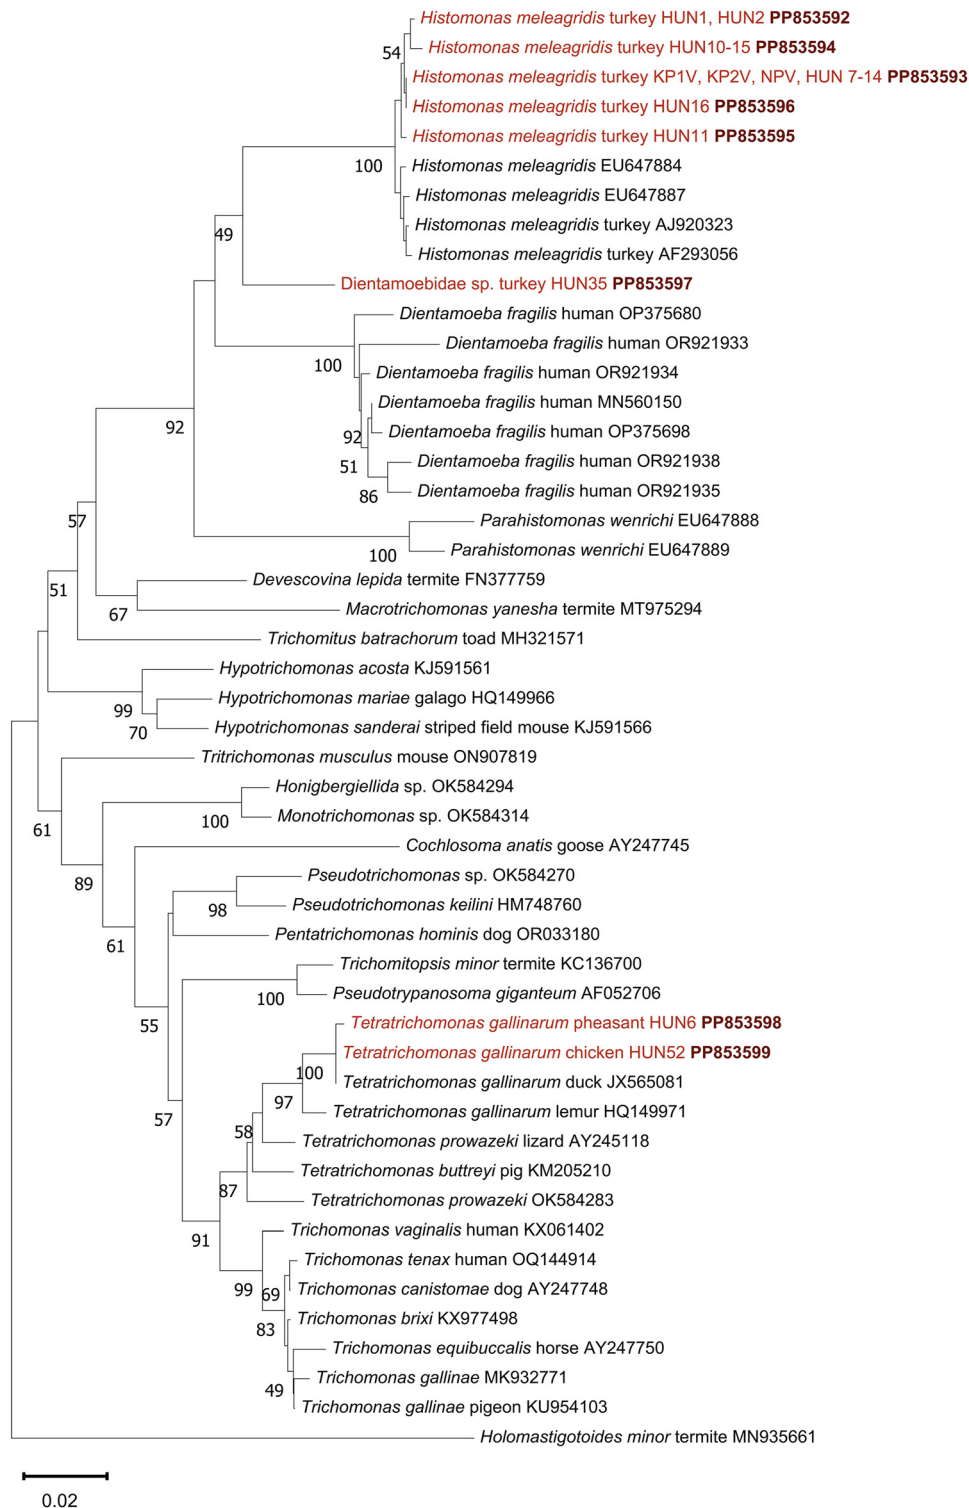 Histomonas meleagridis turkey HUN1, HUN2 PP853592
54
Histomonas meleagridis turkey HUN10-15 PP853594
Histomonas meleagridis turkey KP1V, KP2V, NPV, HUN 7-14 PP853593
Histomonas meleagridis turkey HUN16 PP853596
Histomonas meleagridis turkey HUN11 PP853595
100
Histomonas meleagridis EU647884
Histomonas meleagridis EU647887
Histomonas meleagridis turkey AJ920323
49
Histomonas meleagridis turkey AF293056
Dientamoebidae sp. turkey HUN35 PP853597
Dientamoeba fragilis human OP375680
Dientamoeba fragilis human OR921933
100
Dientamoeba fragilis human OR921934
Dientamoeba fragilis human MN560150
92
92
Dientamoeba fragilis human OP375698
51
Dientamoeba fragilis human OR921938
86
Dientamoeba fragilis human OR921935
57
Parahistomonas wenrichi EU647888
100
Parahistomonas wenrichi EU647889
Devescovina lepida termite FN377759
51
67
Macrotrichomonas yanesha termite MT975294
Trichomitus batrachorum toad MH321571
Hypotrichomonas acosta KJ591561
Hypotrichomonas mariae galago HQ149966
99
70
Hypotrichomonas sanderai striped field mouse KJ591566
Tritrichomonas musculus mouse ON907819
Honigbergiellida sp. OK584294
61
100
Monotrichomonas sp. OK584314
Cochlosoma anatis goose AY247745
89
Pseudotrichomonas sp. OK584270
98
Pseudotrichomonas keilini HM748760
61
Pentatrichomonas hominis dog OR033180
Trichomitopsis minor termite KC136700
100
Pseudotrypanosoma giganteum AF052706
55
Tetratrichomonas gallinarum pheasant HUN6 PP853598
Tetratrichomonas gallinarum chicken HUN52 PP853599
100
Tetratrichomonas gallinarum duck JX565081
97
Tetratrichomonas gallinarum lemur HQ149971
57
58
Tetratrichomonas prowazeki lizard AY245118
Tetratrichomonas buttreyi pig KM205210
87
Tetratrichomonas prowazeki OK584283
91
Trichomonas vaginalis human KX061402
Trichomonas tenax human OQ144914
99
69
Trichomonas canistomae dog AY247748
Trichomonas brixi KX977498
83
Trichomonas equibuccalis horse AY247750
Trichomonas gallinae MK932771
49
Trichomonas gallinae pigeon KU954103
Holomastigotoides minor termite MN935661
0.02